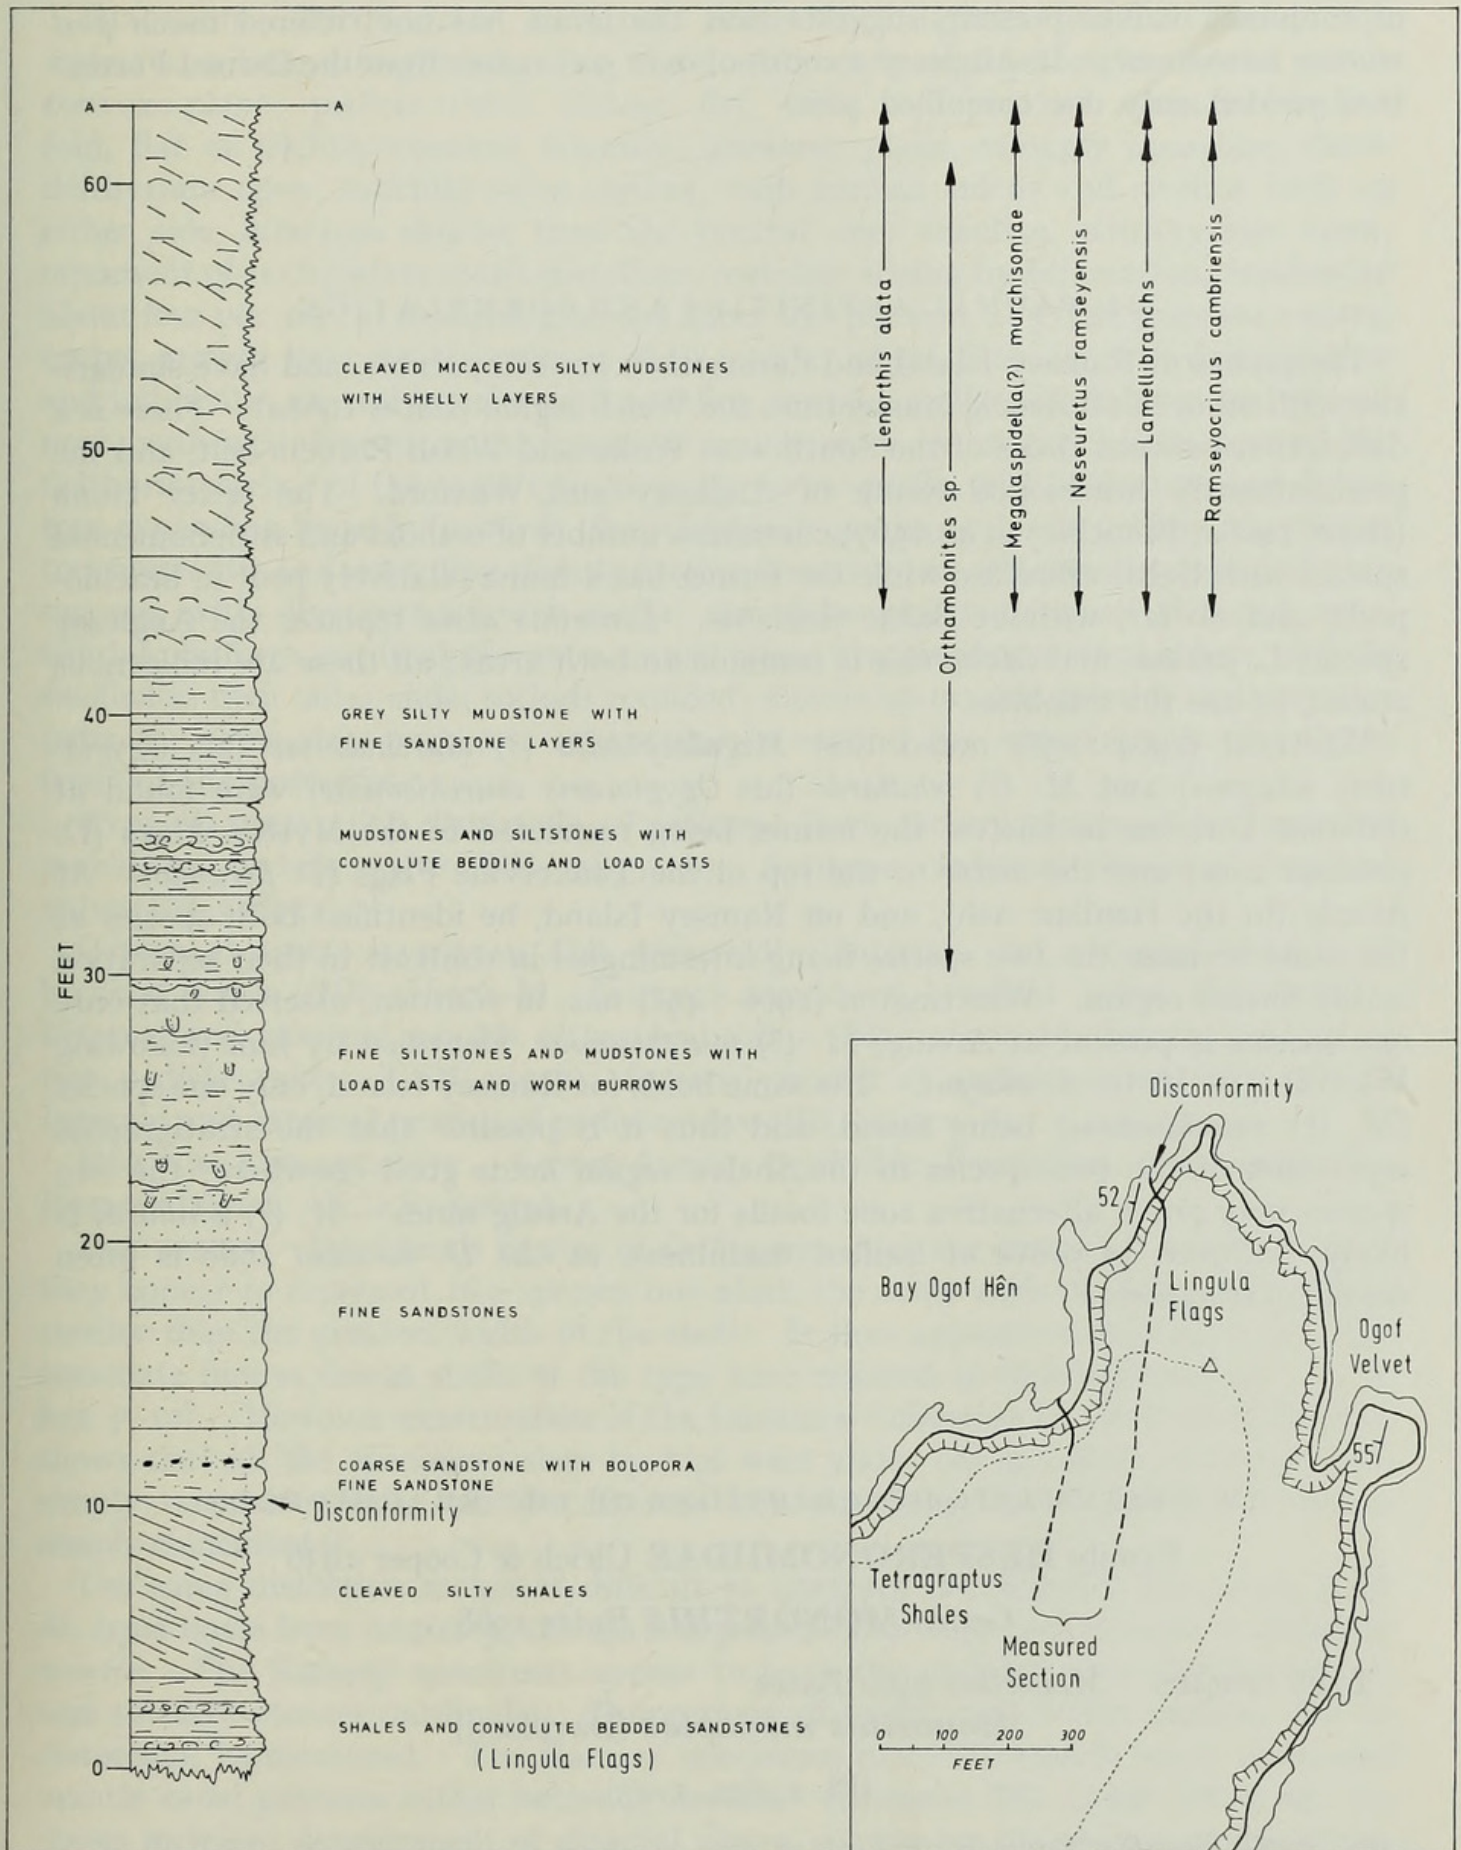 A
A
60
50
40
30
20
10
0
FEET
CLEAVED MICACEOUS SILTY MUDSTONES
WITH SHELLY LAYERS
GREY SILTY MUDSTONE WITH
FINE SANDSTONE LAYERS
MUDSTONES AND SILTSTONES WITH
CONVOLUTE BEDDING AND LOAD CASTS
FINE SILTSTONES AND MUDSTONES WITH
LOAD CASTS AND WORM BURROWS
FINE SANDSTONES
COARSE SANDSTONE WITH BOLOPORA
FINE SANDSTONE
Disconformity
CLEAVED SILTY SHALES
SHALES AND CONVOLUTE BEDDED SANDSTONES
(Lingula Flags)
Lenorthis alata
Orthambonites sp.
Megalaspidella(?) murchisoniae
Neseuretus ramseyensis
Lamellibranchs
Ramseyocrinus cambriensis
Disconformity
52
Bay Ogof Hên
Lingula
Flags
Ogof
Velvet
55
Tetragraptus
Shales
Measured
Section
0 100 200 300
FEET